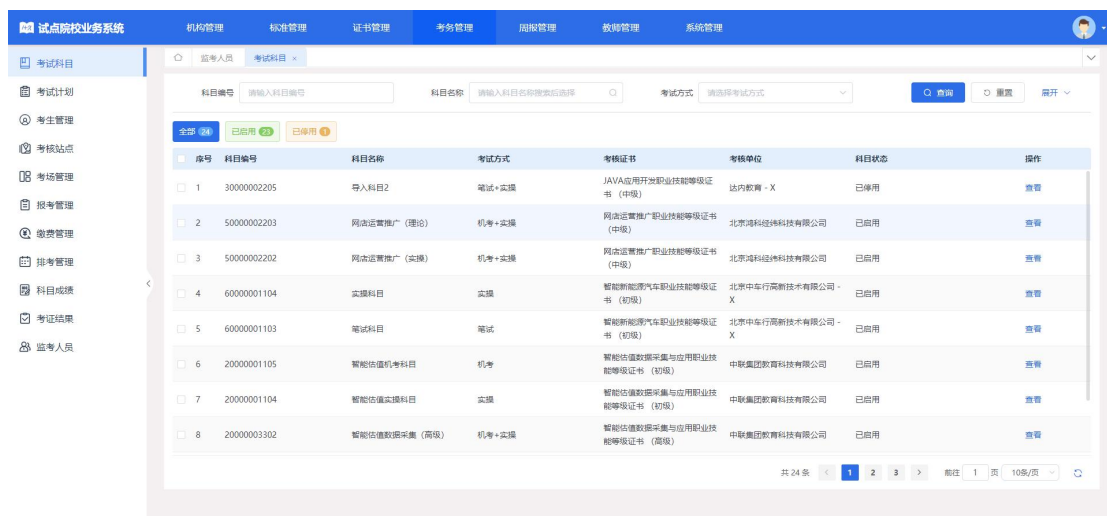 试点院校业务系统 机构管理 标准管理 证书管理 考务管理 周报管理 教师管理 系统管理
考试科目
考试计划
考生管理
考核站点
考场管理
报考管理
缴费管理
排考管理
科目成绩
考证结果
监考人员
监考人员 考试科目 ×
科目编号 请输入科目编号 科目名称 请输入科目名称搜索后选择 考试方式 请选择考试方式 查询 重置 展开
全部 24 已启用 23 已停用 1
序号 科目编号 科目名称 考试方式 考核证书 考核单位 科目状态 操作
1 30000002205 导入科目2 笔试+实操 JAVA应用开发职业技能等级证书 (中级) 达内教育 - X 已停用 查看
2 50000002203 网店运营推广 (理论) 机考+实操 网店运营推广职业技能等级证书 (中级) 北京鸿科经纬科技有限公司 已启用 查看
3 50000002202 网店运营推广 (实操) 机考+实操 网店运营推广职业技能等级证书 (中级) 北京鸿科经纬科技有限公司 已启用 查看
4 60000001104 实操科目 实操 智能新能源汽车职业技能等级证书 (初级) 北京中车行高新技术有限公司 - X 已启用 查看
5 60000001103 笔试科目 笔试 智能新能源汽车职业技能等级证书 (初级) 北京中车行高新技术有限公司 - X 已启用 查看
6 20000001105 智能估值机考科目 机考 智能估值数据采集与应用职业技能等级证书 (初级) 中联集团教育科技有限公司 已启用 查看
7 20000001104 智能估值实操科目 实操 智能估值数据采集与应用职业技能等级证书 (初级) 中联集团教育科技有限公司 已启用 查看
8 20000003302 智能估值数据采集 (高级) 机考+实操 智能估值数据采集与应用职业技能等级证书 (高级) 中联集团教育科技有限公司 已启用 查看
共 24 条 < 1 2 3 > 前往 1 页 10条/页